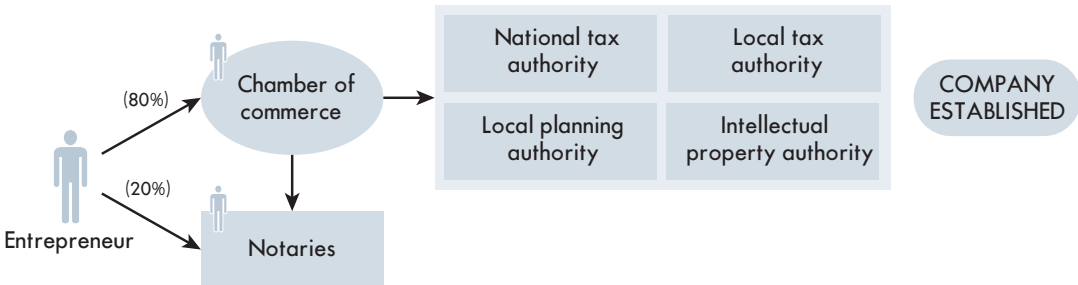 Entrepreneur
(80%)
(20%)
Chamber of
commerce
Notaries
National tax
authority
Local tax
authority
Local planning
authority
Intellectual
property authority
COMPANY
ESTABLISHED